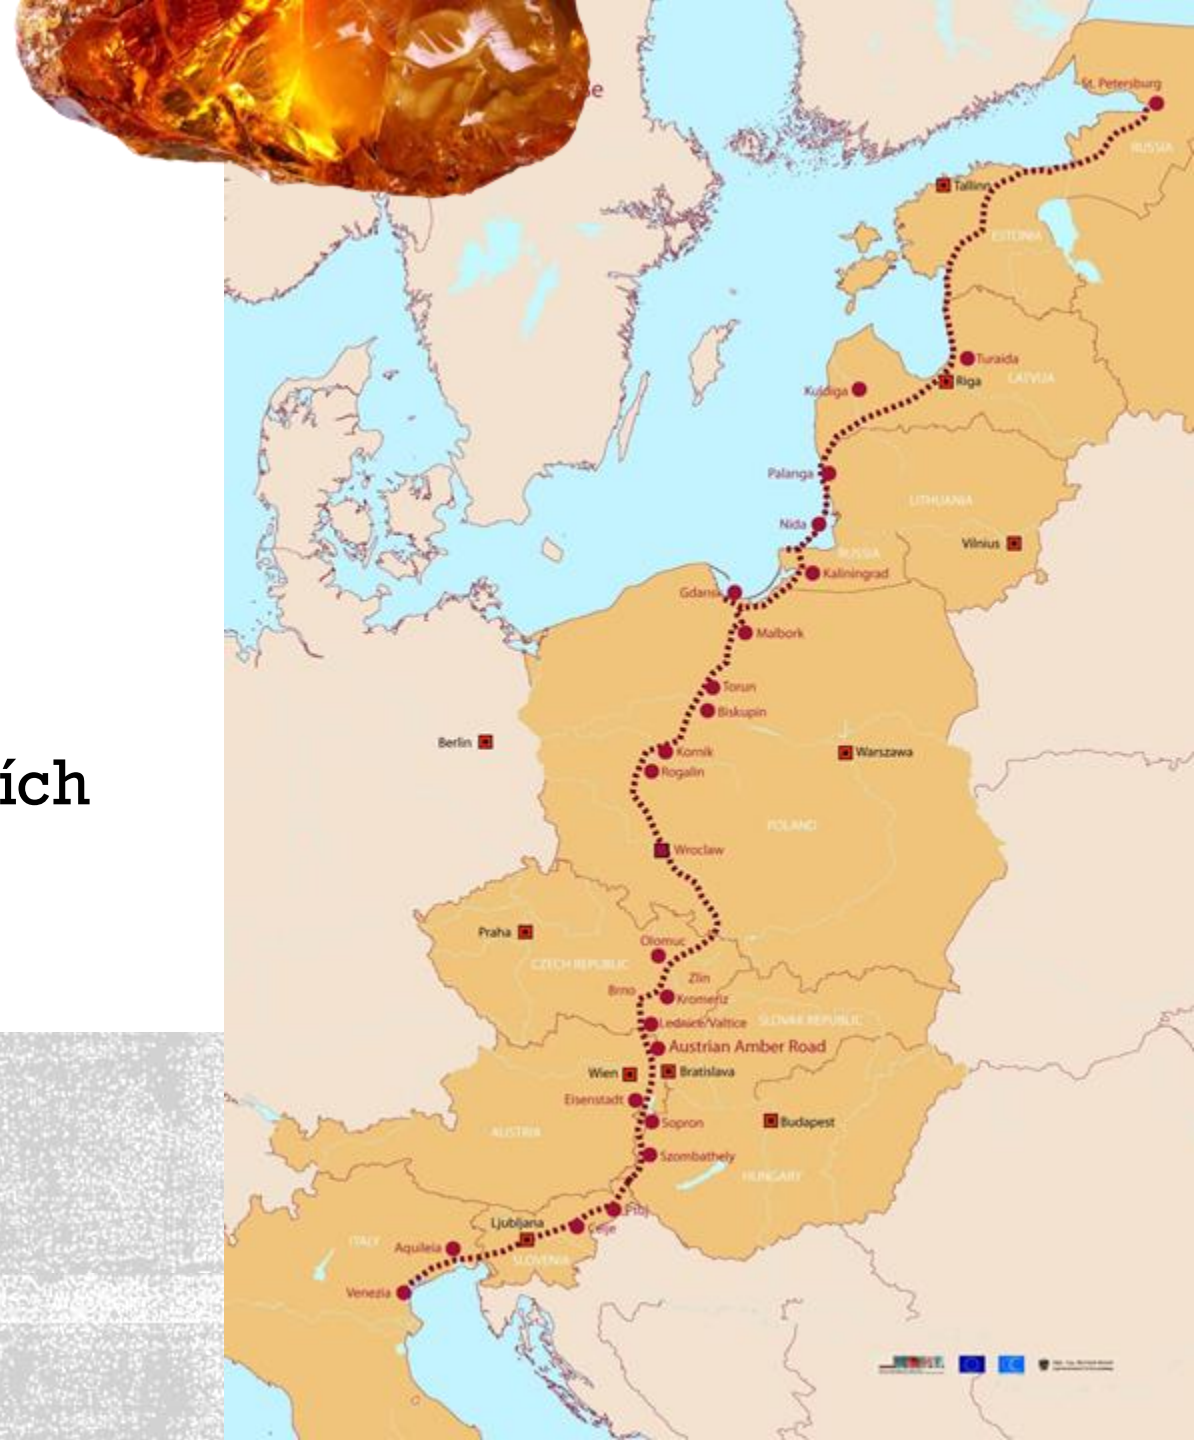 St. Petersburg
RUSSIA
Tallinn
ESTONIA
Turaida
Riga
LATVIA
Kuldiga
Palanga
LITHUANIA
Nida
Vilnius
RUSSIA
Kaliningrad
Gdansk
Malbork
Torun
Biskupin
Berlin
Kornik
Warszawa
Rogalin
ích
POLAND
Wroclaw
Praha
Olomuc
CZECH REPUBLIC
Zlin
Brno
Kromeriz
SLOVAK REPUBLIC
Lednice/Valtice
Austrian Amber Road
Wien
Bratislava
Eisenstadt
Sopron
Budapest
AUSTRIA
Szombathely
HUNGARY
Ptuj
Ljubljana
Celje
ITALY
Aquileia
SLOVENIA
Venezia